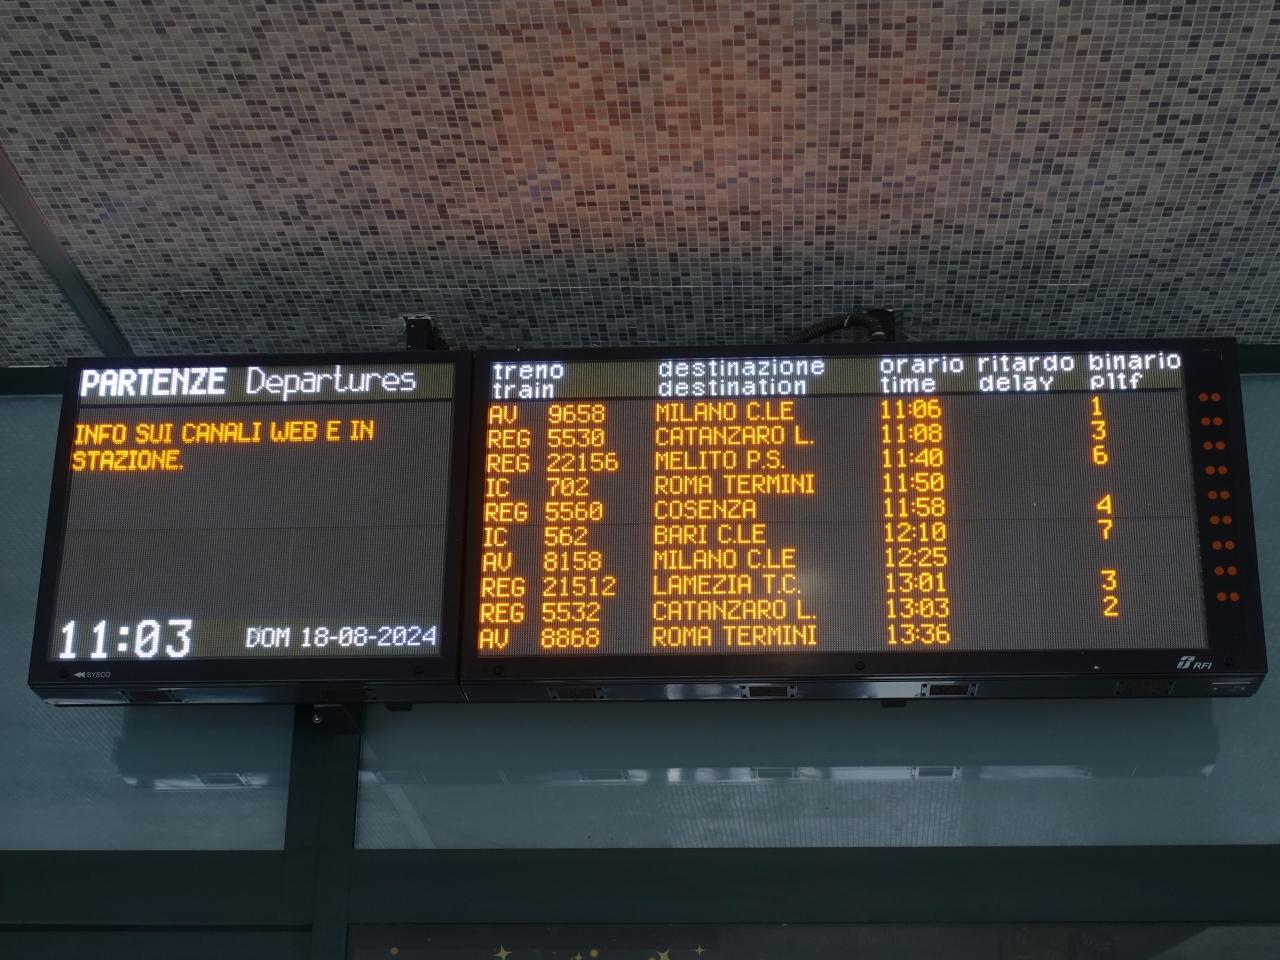 PARTENZE Departures
INFO SUI CANALI WEB E IN
STAZIONE.
11:03 DOM 18-08-2024
SYSCO
treno destinazione orario ritardo binario
train destination time delay pltf
AV 9658 MILANO C.LE 11:06 1
REG 5530 CATANZARO L. 11:08 3
REG 22156 MELITO P.S. 11:40 6
IC 702 ROMA TERMINI 11:50
REG 5560 COSENZA 11:58 4
IC 562 BARI C.LE 12:10 7
AV 8158 MILANO C.LE 12:25
REG 21512 LAMEZIA T.C. 13:01 3
REG 5532 CATANZARO L. 13:03 2
AV 8868 ROMA TERMINI 13:36
RFI